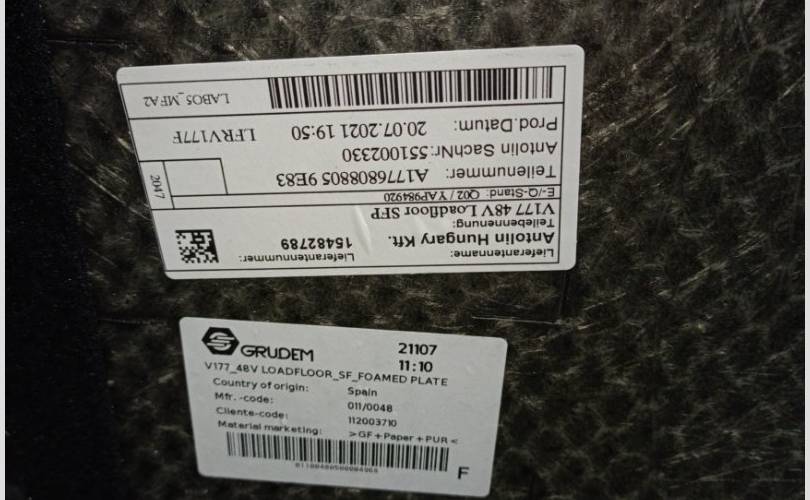 Lieferantenname:
Antolin Hungary Kft.
Lieferantennummer:
15482789
Teilebenennung:
V177 48V Loadfloor SFP
E-/Q-Stand: Q02 / YAP984920
Teilenummer: A1776808805 9E83
2047
Antolin SachNr:551002330
Prod.Datum: 20.07.2021 19:50 LFRV177F
LAB05_MFA2
GRUDEM
21107
11:10
V177_48V LOADFLOOR_SF_FOAMED PLATE
Country of origin: Spain
Mfr.-code: 011/0048
Cliente-code: 112003710
Material marketing: >GF+Paper+PUR<
F